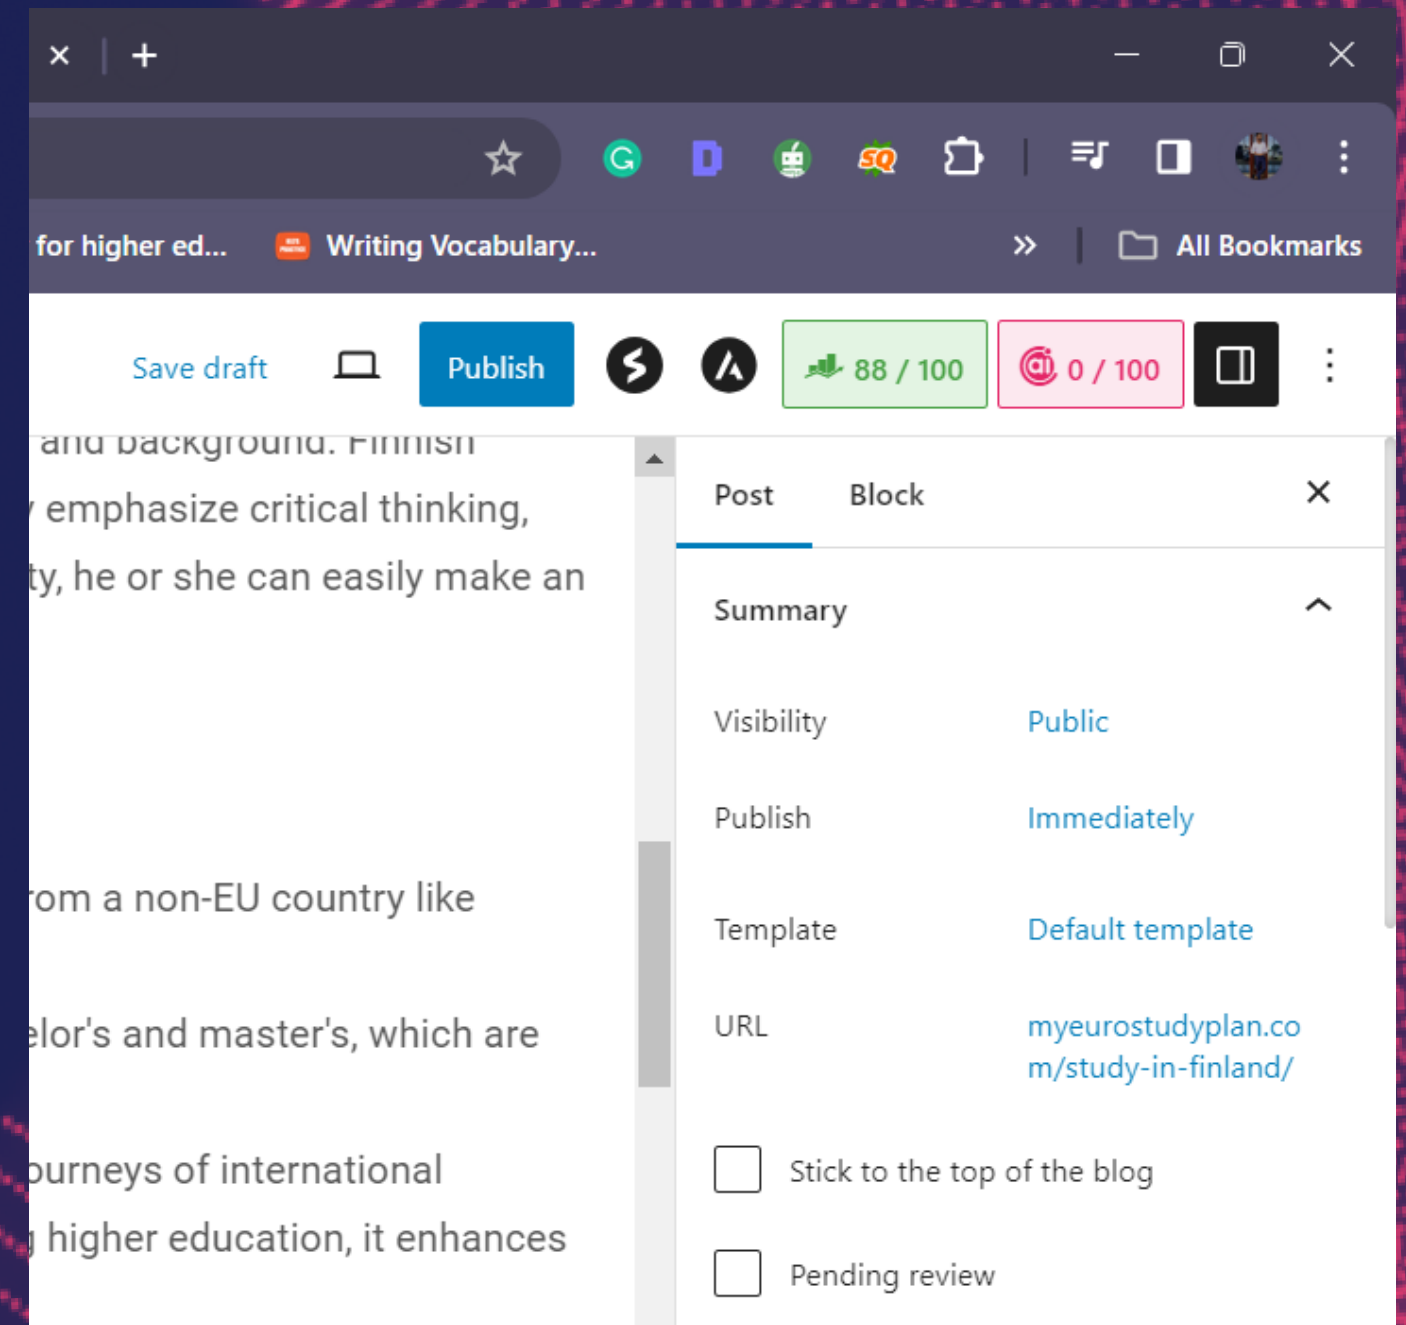 for higher ed...
Writing Vocabulary...
All Bookmarks
Save draft
Publish
88 / 100
0 / 100
and background. Finnish
emphasize critical thinking,
ty, he or she can easily make an
rom a non-EU country like
elor's and master's, which are
ourneys of international
higher education, it enhances
Post
Block
Summary
Visibility
Public
Publish
Immediately
Template
Default template
URL
myeurostudyplan.co
m/study-in-finland/
Stick to the top of the blog
Pending review